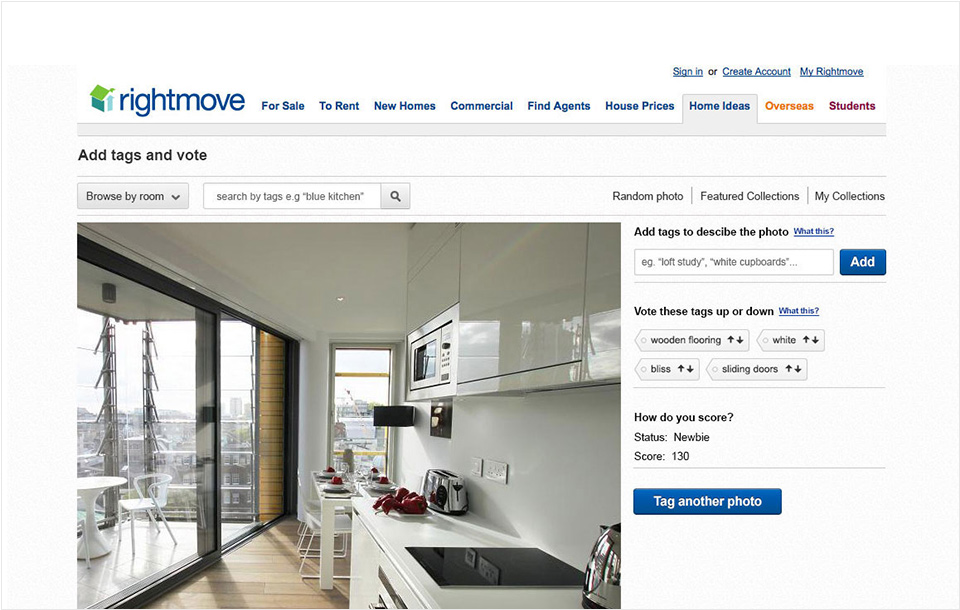 Sign in or Create Account My Rightmove
rightmove
For Sale To Rent New Homes Commercial Find Agents House Prices Home Ideas Overseas Students
Add tags and vote
Browse by room
search by tags e.g “blue kitchen”
Random photo Featured Collections My Collections
Add tags to descibe the photo What this?
eg. “loft study”, “white cupboards”...
Add
Vote these tags up or down What this?
wooden flooring
white
bliss
sliding doors
How do you score?
Status: Newbie
Score: 130
Tag another photo